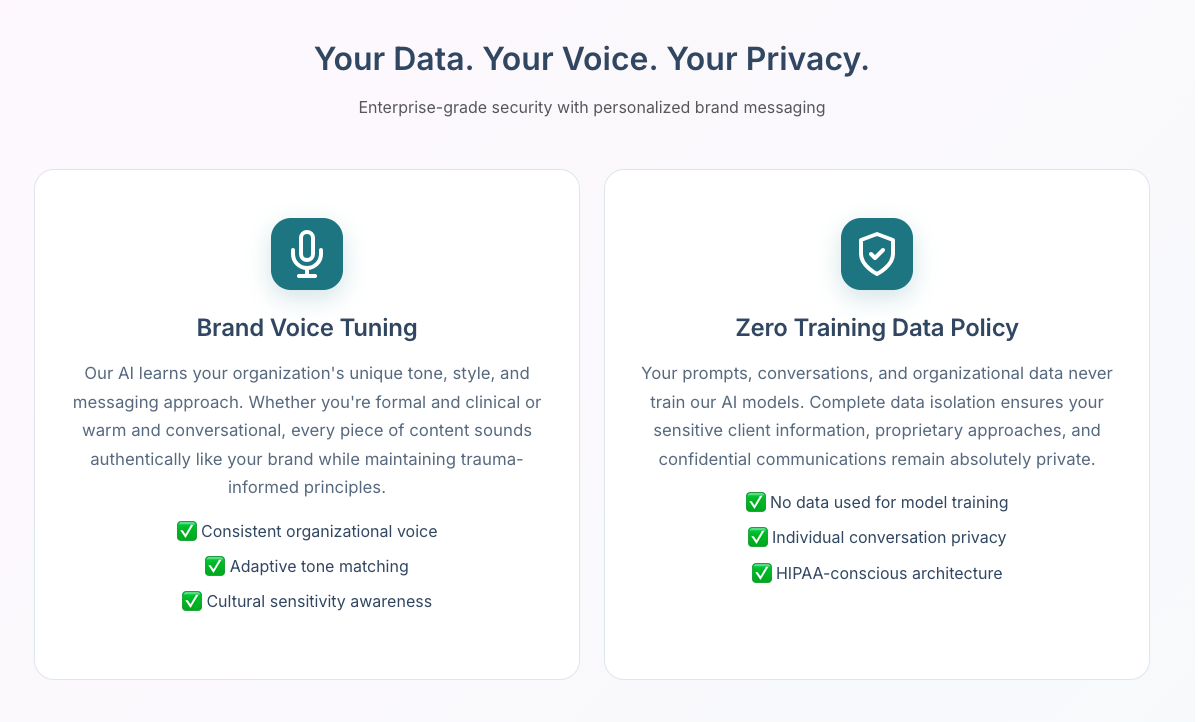 Your Data. Your Voice. Your Privacy.
Enterprise-grade security with personalized brand messaging
Brand Voice Tuning
Our AI learns your organization's unique tone, style, and
messaging approach. Whether you're formal and clinical or
warm and conversational, every piece of content sounds
authentically like your brand while maintaining trauma-
informed principles.
✅ Consistent organizational voice
✅ Adaptive tone matching
✅ Cultural sensitivity awareness
Zero Training Data Policy
Your prompts, conversations, and organizational data never
train our AI models. Complete data isolation ensures your
sensitive client information, proprietary approaches, and
confidential communications remain absolutely private.
✅ No data used for model training
✅ Individual conversation privacy
✅ HIPAA-conscious architecture